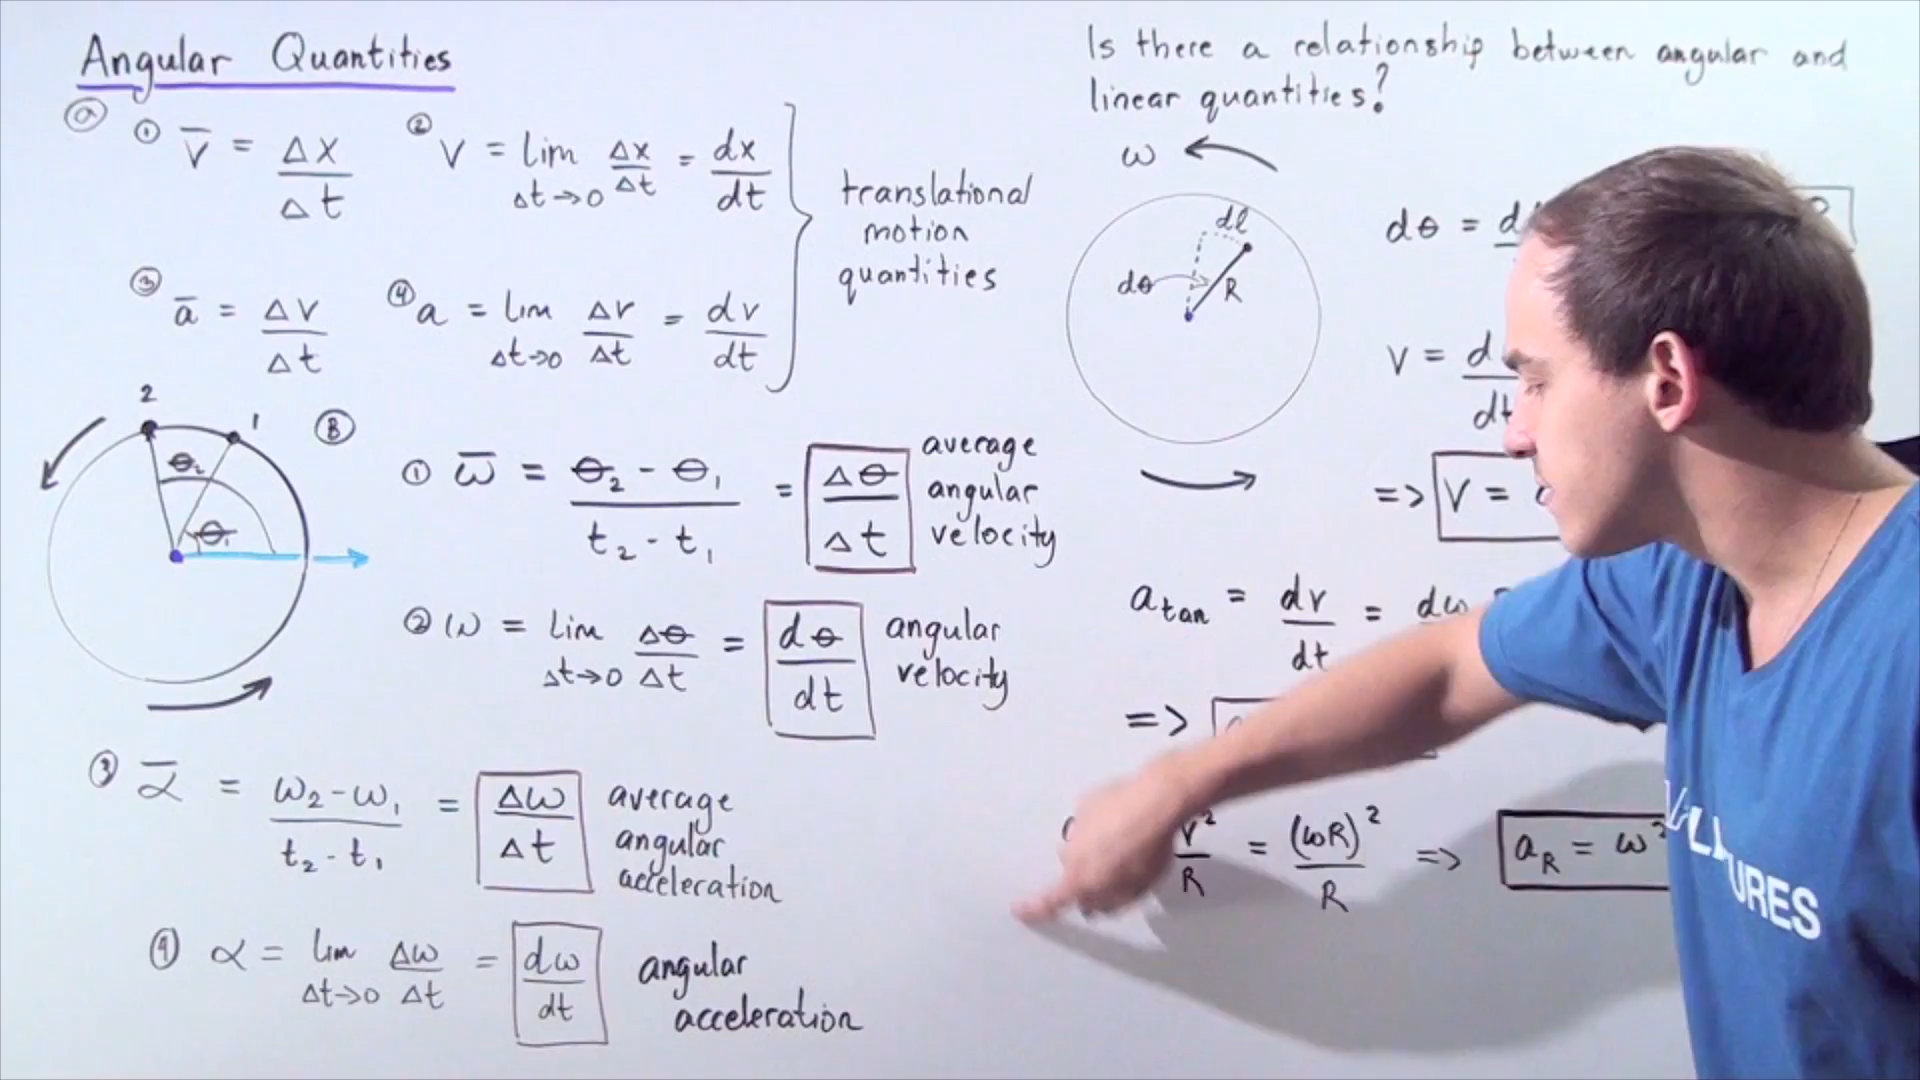 Angular Quantities
ⓐ ① v̄ = Δx/Δt ② V = lim Δt→0 Δx/Δt = dx/dt
③ ā = Δv/Δt ④ a = lim Δt→0 Δv/Δt = dv/dt
translational
motion
quantities
2
1
θ₂
θ₁
Ⓑ
① ω̄ = θ₂ - θ₁/t₂ - t₁ = Δθ/Δt
average
angular
velocity
② ω = lim Δt→0 Δθ/Δt = dθ/dt
angular
velocity
③ ᾱ = ω₂-ω₁/t₂-t₁ = Δω/Δt
average
angular
acceleration
④ α = lim Δt→0 Δω/Δt = dω/dt
angular
acceleration
Is there a relationship between angular and
linear quantities?
ω
dl
dθ
R
dθ =
V =
=> V =
a tan = dv/dt = dω
=>
v²/R = (ωR)²/R => a_R = ω²
URES